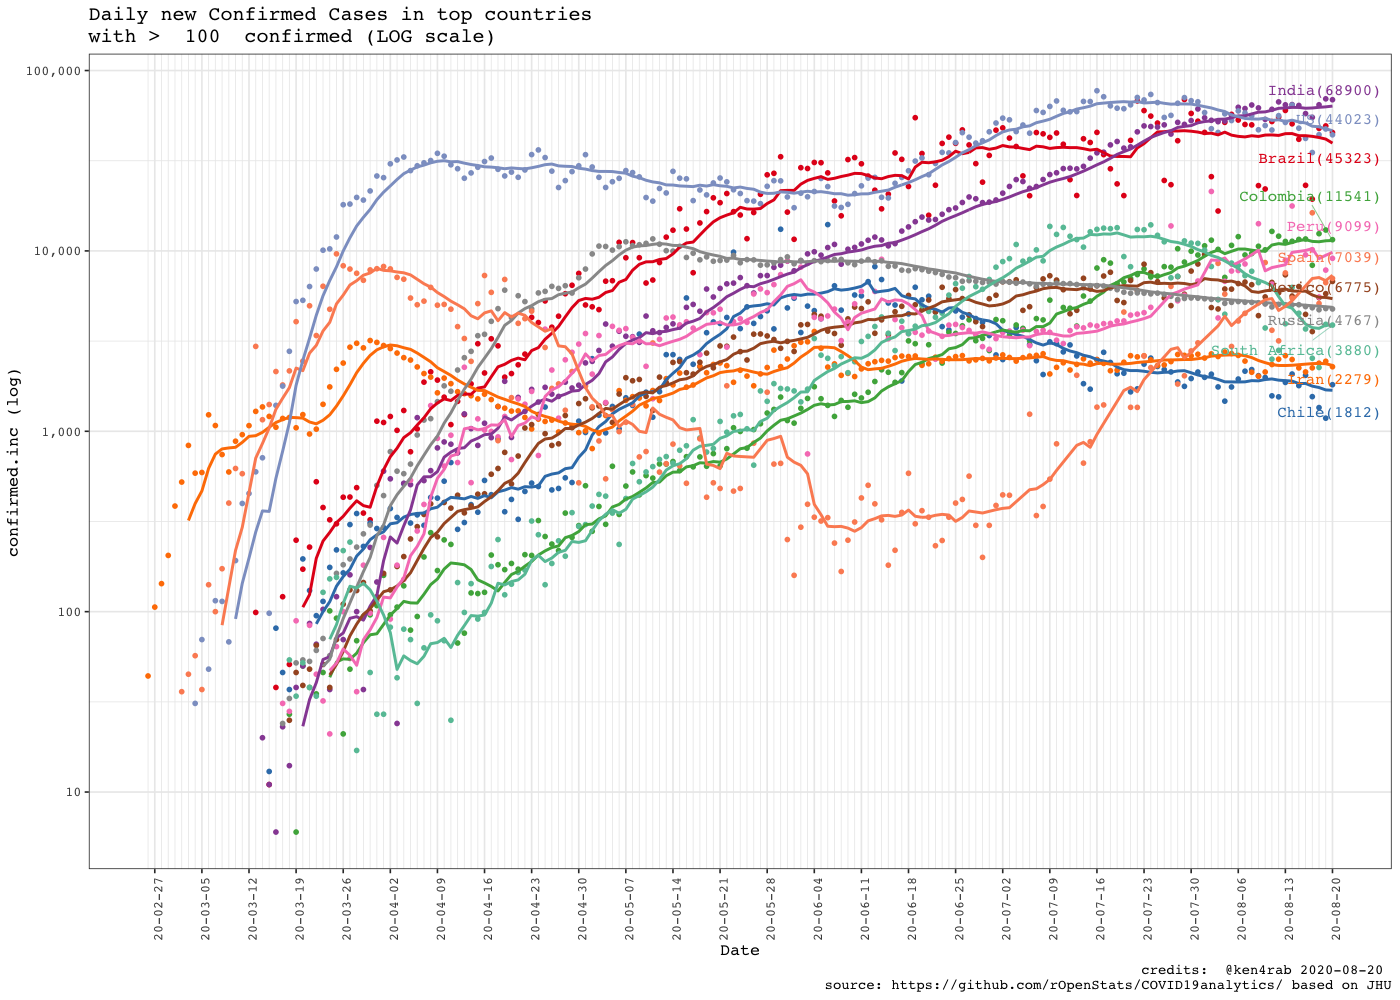 Daily new Confirmed Cases in top countries
with >  100  confirmed (LOG scale)
confirmed.inc (log)
100,000
10,000
1,000
100
10
India(68900)
US(44023)
Brazil(45323)
Colombia(11541)
Peru(9099)
Spain(7039)
Mexico(6775)
Russia(4767)
South Africa(3880)
Iran(2279)
Chile(1812)
20-02-27
20-03-05
20-03-12
20-03-19
20-03-26
20-04-02
20-04-09
20-04-16
20-04-23
20-04-30
20-05-07
20-05-14
20-05-21
20-05-28
20-06-04
20-06-11
20-06-18
20-06-25
20-07-02
20-07-09
20-07-16
20-07-23
20-07-30
20-08-06
20-08-13
20-08-20
Date
credits:  @ken4rab 2020-08-20
source: https://github.com/rOpenStats/COVID19analytics/ based on JHU